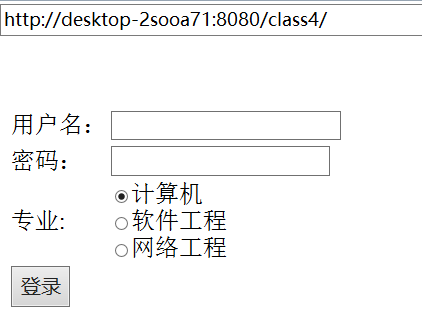 http://desktop-2sooa71:8080/class4/
用户名：
密码：
计算机
专业:
软件工程
网络工程
登录